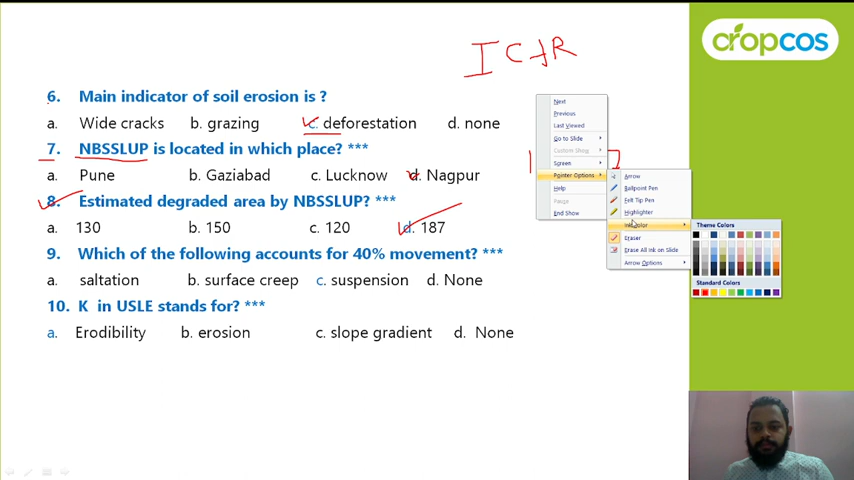 cropcos
ICAR
6. Main indicator of soil erosion is ?
a. Wide cracks b. grazing c. deforestation d. none
7. NBSSLUP is located in which place? ***
a. Pune b. Gaziabad c. Lucknow d. Nagpur
8. Estimated degraded area by NBSSLUP? ***
a. 130 b. 150 c. 120 d. 187
9. Which of the following accounts for 40% movement? ***
a. saltation b. surface creep c. suspension d. None
10. K in USLE stands for? ***
a. Erodibility b. erosion c. slope gradient d. None
Next
Previous
Last Viewed
Go to Slide
Custom Show
Screen
Pointer Options
Help
Pause
End Show
Arrow
Ballpoint Pen
Felt Tip Pen
Highlighter
Ink Color
Eraser
Erase All Ink on Slide
Arrow Options
Theme Colors
Standard Colors